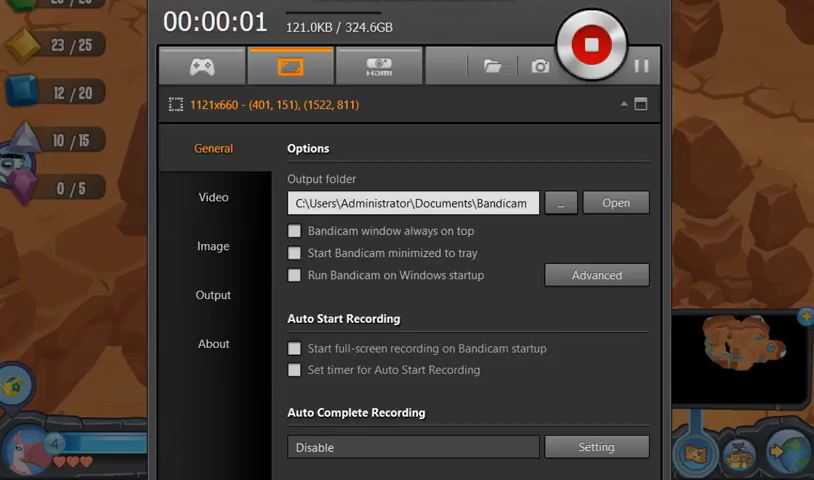 00:00:01
121.0KB / 324.6GB
23 / 25
HDMI
12 / 20
1121x660 - (401, 151), (1522, 811)
10 / 15
General
Options
Output folder
0 / 5
Video
C:\Users\Administrator\Documents\Bandicam
...
Open
Bandicam window always on top
Image
Start Bandicam minimized to tray
Run Bandicam on Windows startup
Advanced
Output
Auto Start Recording
About
Start full-screen recording on Bandicam startup
Set timer for Auto Start Recording
Auto Complete Recording
4
Disable
Setting